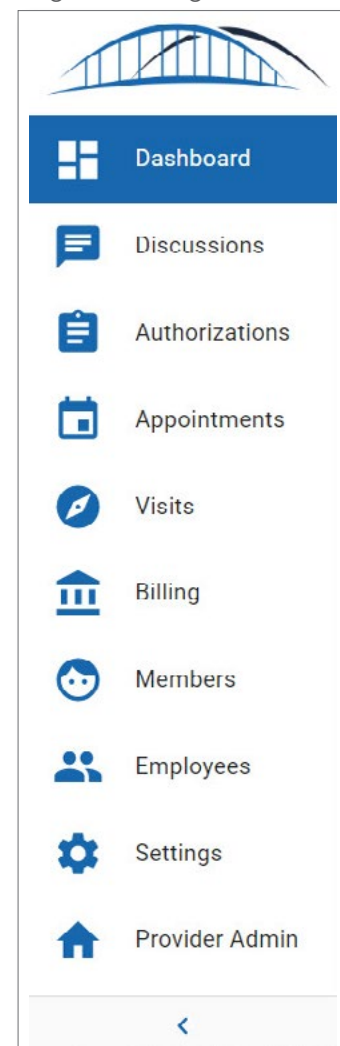 Dashboard
Discussions
Authorizations
Appointments
Visits
Billing
Members
Employees
Settings
Provider Admin